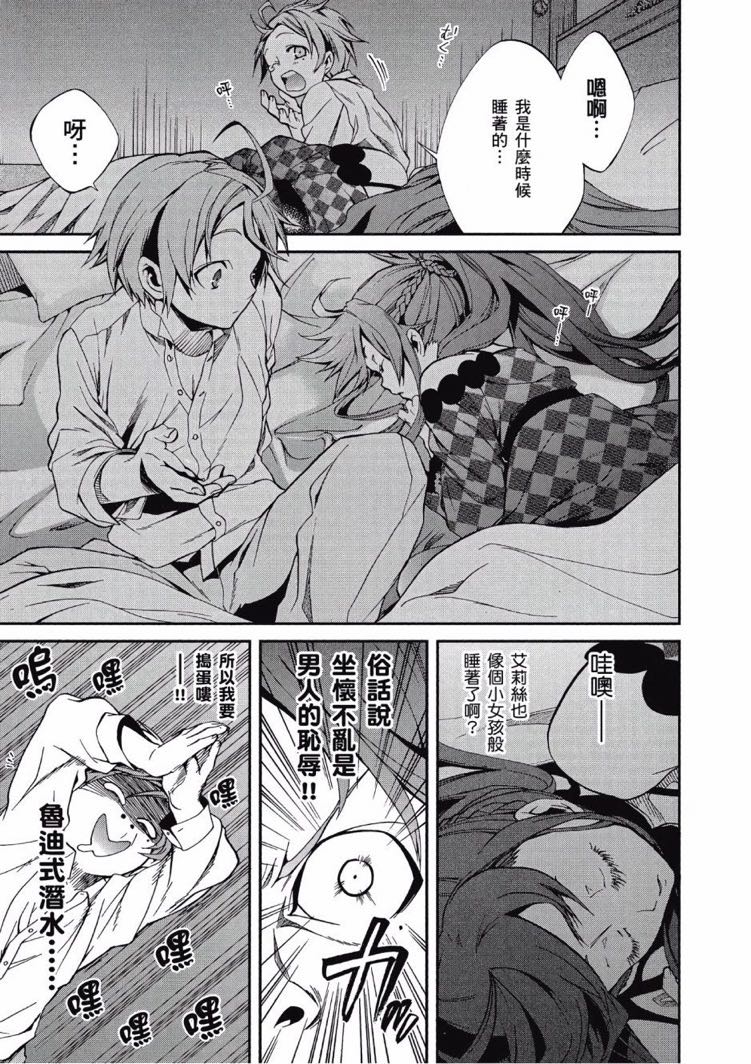 嗯啊…
我是什麼時候
睡著的…
むく…
呼…
呀…
呼…
呼…
哇噢——
艾莉絲也
像個小女孩般
睡著了啊？
俗話說
坐懷不亂是
男人的恥辱!!
カ
所以我要
搗蛋嘍
——!!
嗚
嘿
嘿
嘿
魯迪式潛水……
嘿
嘿
嘿
嘿